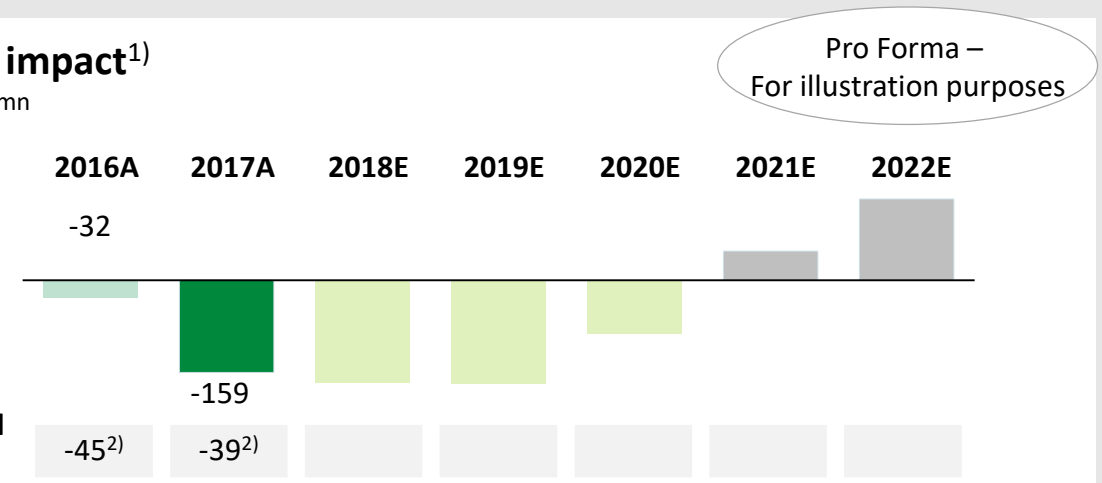 Pro Forma –
For illustration purposes
impact1)
mn
2016A 2017A 2018E 2019E 2020E 2021E 2022E
-32
-159
-452) -392)